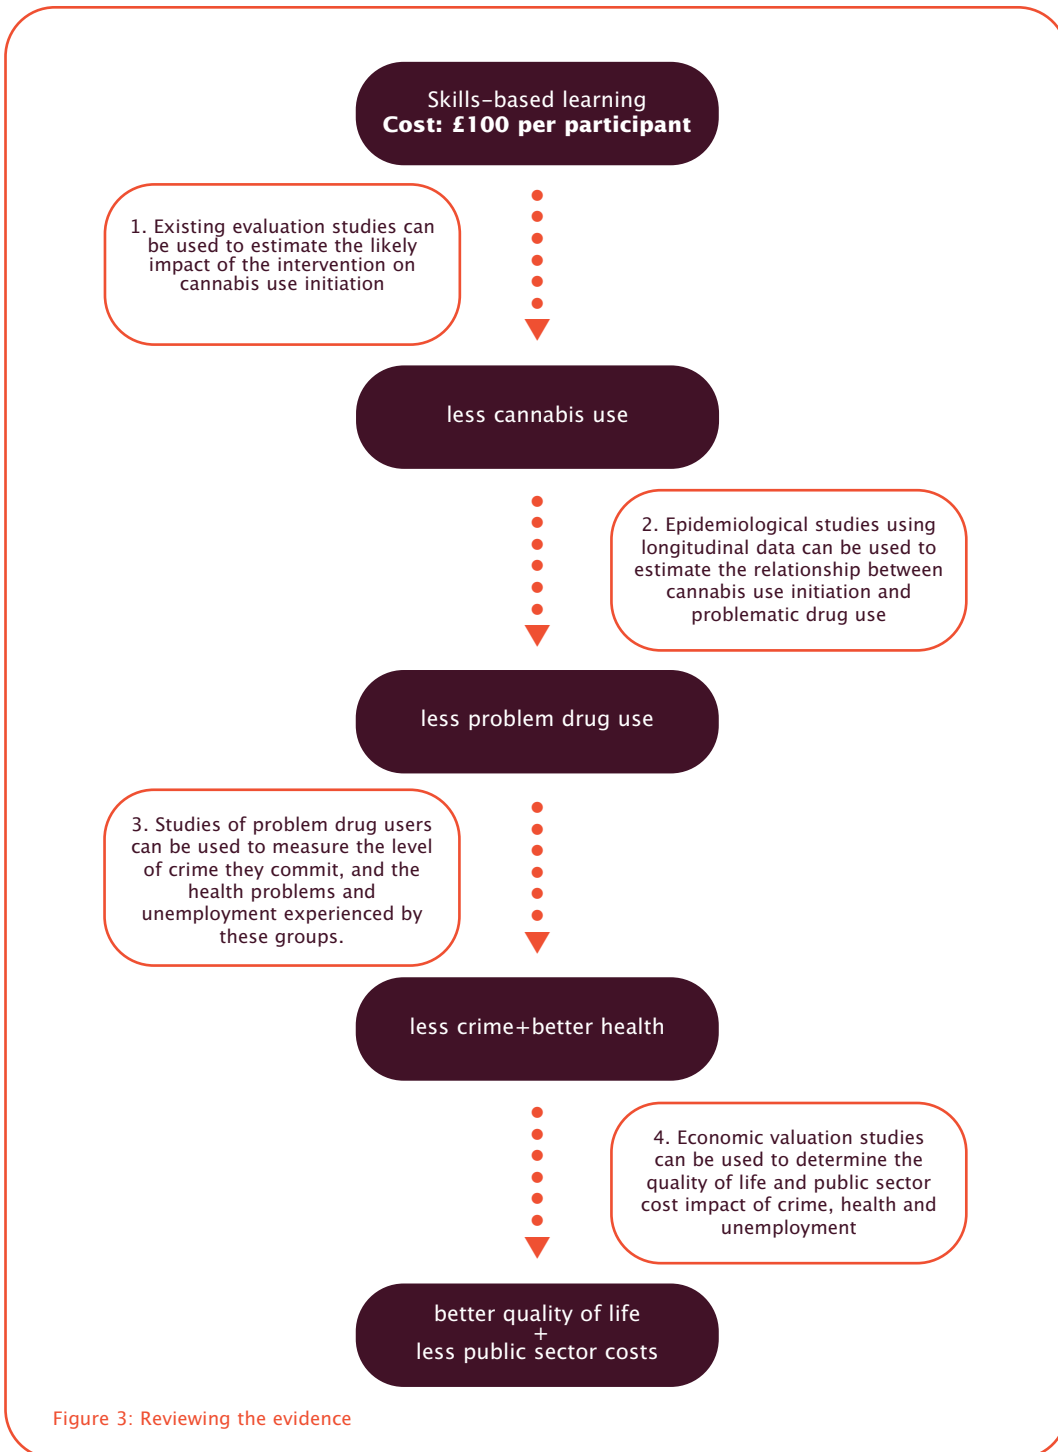 Skills-based learning
Cost: £100 per participant
1. Existing evaluation studies can
be used to estimate the likely
impact of the intervention on
cannabis use initiation
less cannabis use
2. Epidemiological studies using
longitudinal data can be used to
estimate the relationship between
cannabis use initiation and
problematic drug use
less problem drug use
3. Studies of problem drug users
can be used to measure the level
of crime they commit, and the
health problems and
unemployment experienced by
these groups.
less crime+better health
4. Economic valuation studies
can be used to determine the
quality of life and public sector
cost impact of crime, health and
unemployment
better quality of life
+
less public sector costs
Figure 3: Reviewing the evidence